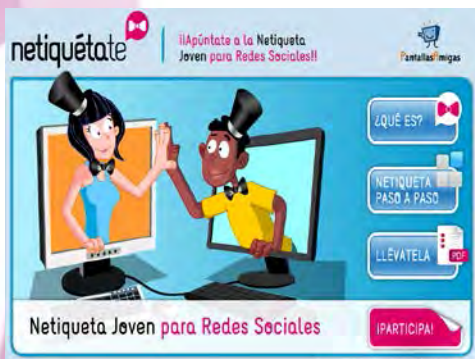 netiquétate
¡¡Apúntate a la Netiqueta
Joven para Redes Sociales!!
PantallasAmigas
¿QUÉ ES?
NETIQUETA
PASO A PASO
LLÉVATELA
PDF
Netiqueta Joven para Redes Sociales
¡PARTICIPA!